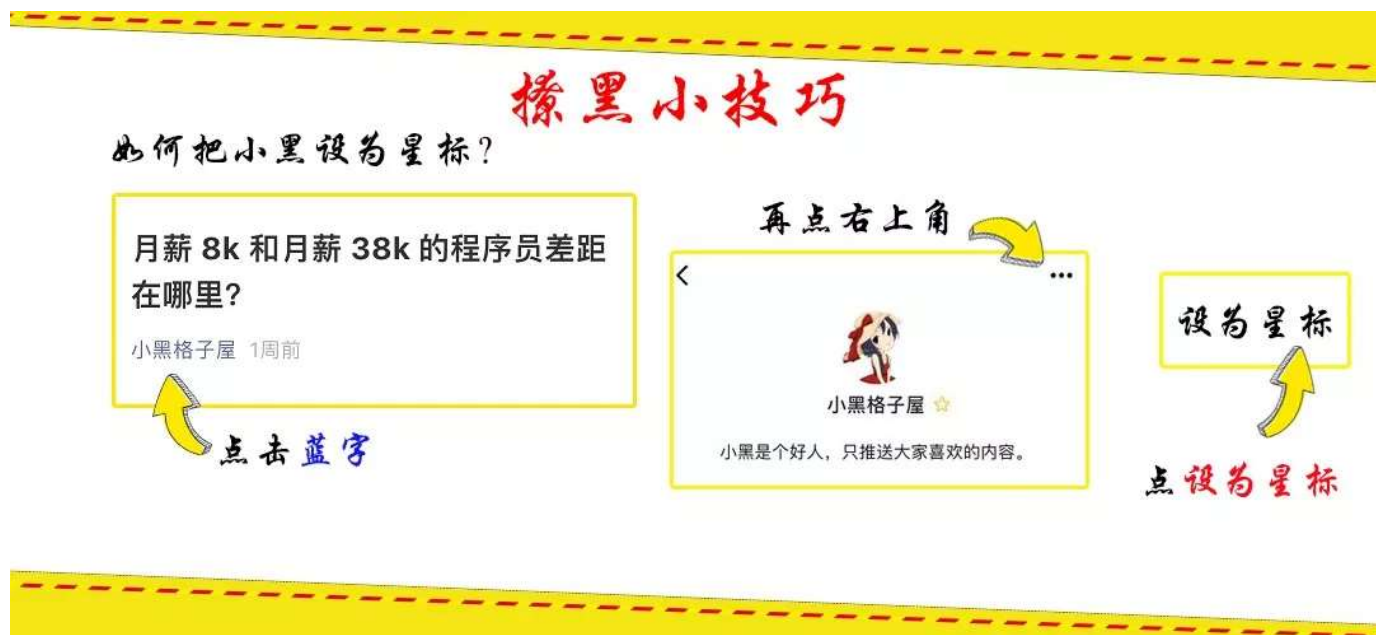 撩黑小技巧
如何把小黑设为星标?
月薪 8k 和月薪 38k 的程序员差距
在哪里?
小黑格子屋 1周前
点击蓝字
再点右上角
小黑格子屋
小黑是个好人，只推送大家喜欢的内容。
设为星标
点设为星标